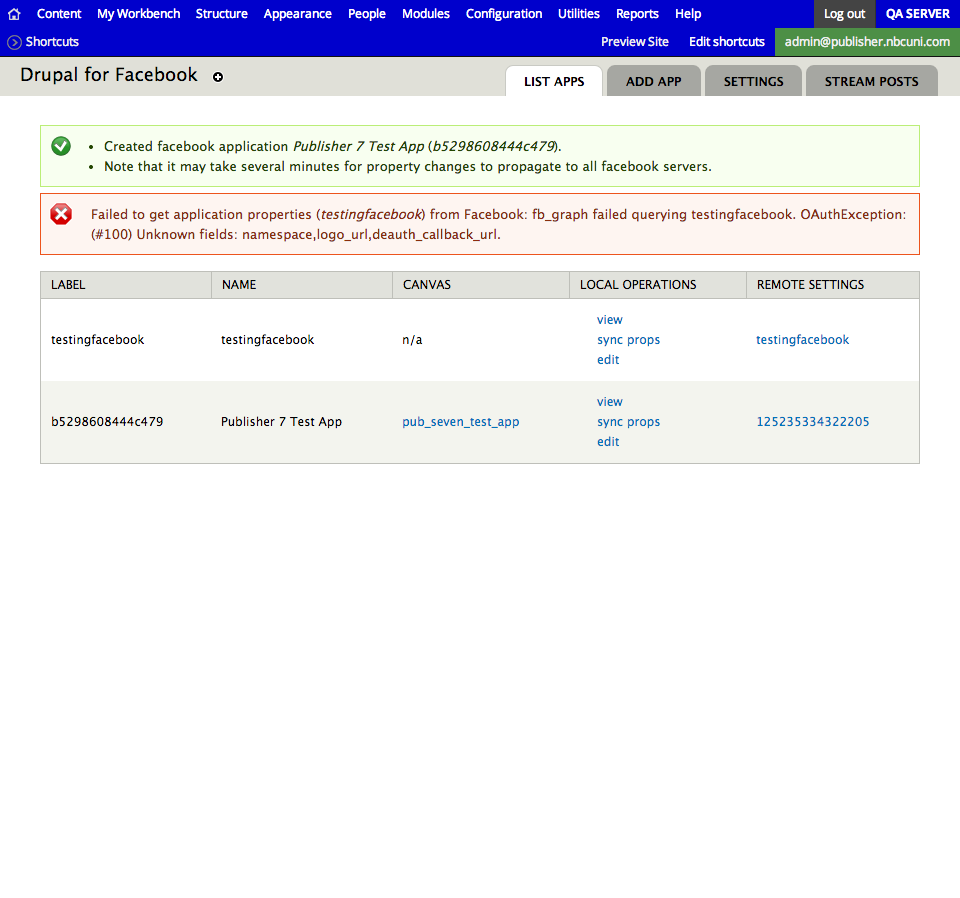 Content My Workbench Structure Appearance People Modules Configuration Utilities Reports Help Log out QA SERVER
Shortcuts Preview Site Edit shortcuts admin@publisher.nbcuni.com
Drupal for Facebook LIST APPS ADD APP SETTINGS STREAM POSTS
• Created facebook application Publisher 7 Test App (b5298608444c479).
• Note that it may take several minutes for property changes to propagate to all facebook servers.
Failed to get application properties (testingfacebook) from Facebook: fb_graph failed querying testingfacebook. OAuthException:
(#100) Unknown fields: namespace,logo_url,deauth_callback_url.
LABEL NAME CANVAS LOCAL OPERATIONS REMOTE SETTINGS
view
testingfacebook testingfacebook n/a sync props testingfacebook
edit
view
b5298608444c479 Publisher 7 Test App pub_seven_test_app sync props 125235334322205
edit